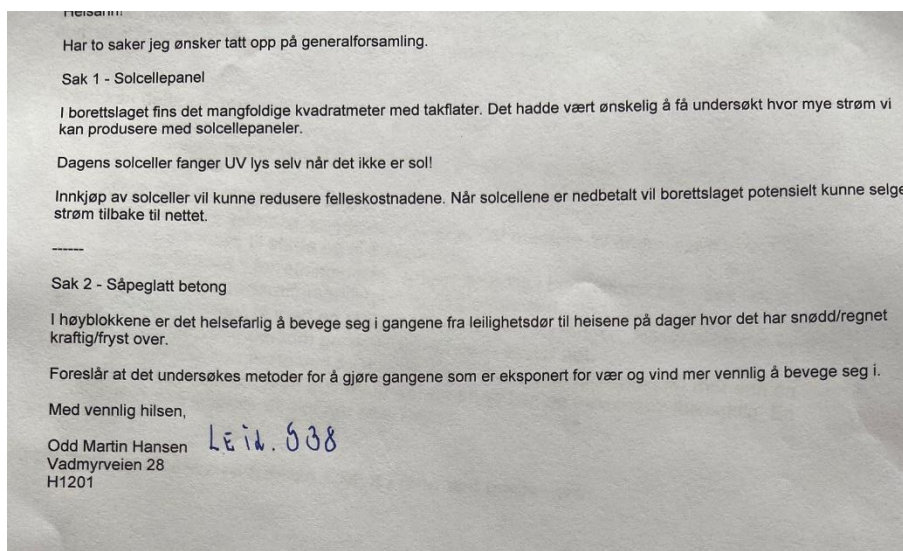 Heisann!
Har to saker jeg ønsker tatt opp på generalforsamling.
Sak 1 - Solcellepanel
I borettslaget fins det mangfoldige kvadratmeter med takflater. Det hadde vært ønskelig å få undersøkt hvor mye strøm vi
kan produsere med solcellepaneler.
Dagens solceller fanger UV lys selv når det ikke er sol!
Innkjøp av solceller vil kunne redusere felleskostnadene. Når solcellene er nedbetalt vil borettslaget potensielt kunne selge
strøm tilbake til nettet.
------
Sak 2 - Såpeglatt betong
I høyblokkene er det helsefarlig å bevege seg i gangene fra leilighetsdør til heisene på dager hvor det har snødd/regnet
kraftig/fryst over.
Foreslår at det undersøkes metoder for å gjøre gangene som er eksponert for vær og vind mer vennlig å bevege seg i.
Med vennlig hilsen,
Odd Martin Hansen Leil. 938
Vadmyrveien 28
H1201